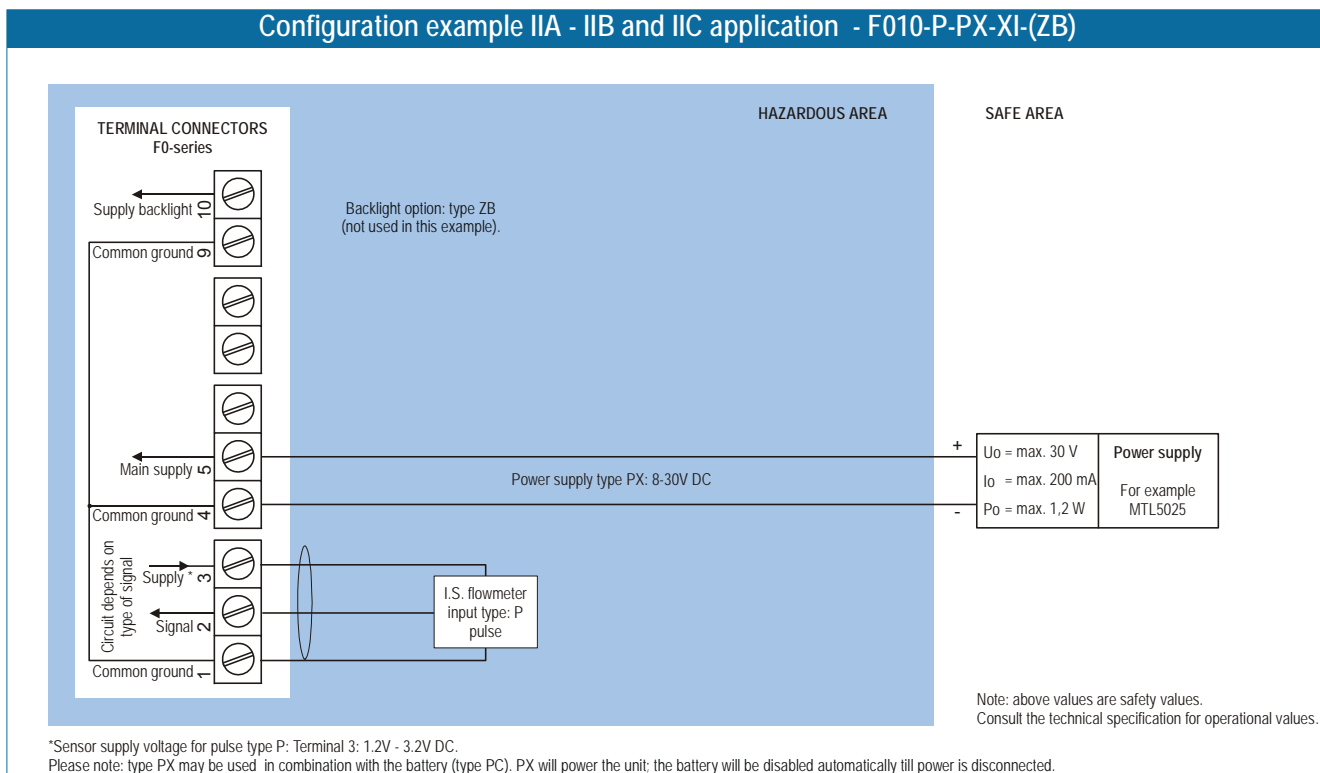 Configuration example IIA - IIB and IIC application - F010-P-PX-XI-(ZB)
HAZARDOUS AREA
SAFE AREA
TERMINAL CONNECTORS
F0-series
Supply backlight
10
Backlight option: type ZB
(not used in this example).
Common ground
9
Main supply
5
Power supply type PX: 8-30V DC
Common ground
4
+
-
Uo = max. 30 V
Io = max. 200 mA
Po = max. 1,2 W
Power supply
For example
MTL5025
Circuit depends on
type of signal
Supply *
3
Signal
2
Common ground
1
I.S. flowmeter
input type: P
pulse
Note: above values are safety values.
Consult the technical specification for operational values.
*Sensor supply voltage for pulse type P: Terminal 3: 1.2V - 3.2V DC.
Please note: type PX may be used in combination with the battery (type PC). PX will power the unit; the battery will be disabled automatically till power is disconnected.